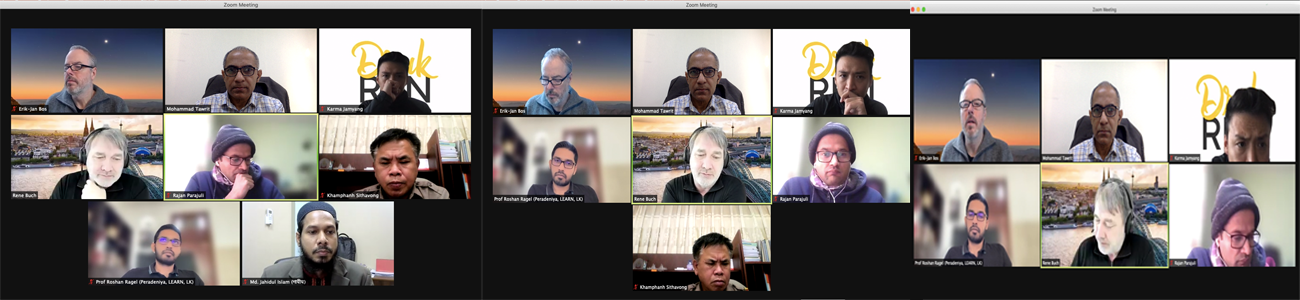 Zoom Meeting
Erik-Jan Bos
Mohammad Tawrit
Druk
REN
Karma Jamyang
Rene Buch
Rajan Parajuli
Khamphanh Sithavong
Prof Roshan Ragel (Peradeniya, LEARN, LK)
Md. Jahidul Islam (শাহীন)
Zoom Meeting
Erik-Jan Bos
Mohammad Tawrit
Karma Jamyang
Prof Roshan Ragel (Peradeniya, LEARN, LK)
Rene Buch
Rajan Parajuli
Khamphanh Sithavong
Zoom Meeting
Erik-Jan Bos
Mohammad Tawrit
Karma Jamyang
Prof Roshan Ragel (Peradeniya, LEARN, LK)
Rene Buch
Rajan Parajuli